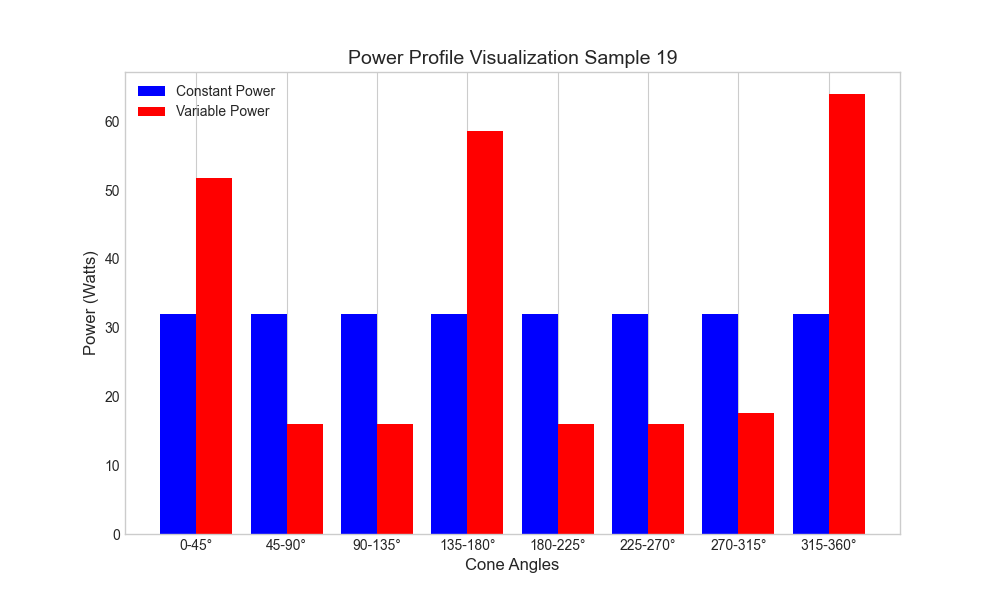 Power Profile Visualization Sample 19
Constant Power
Variable Power
Power (Watts)
60
50
40
30
20
10
0
0-45° 45-90° 90-135° 135-180° 180-225° 225-270° 270-315° 315-360°
Cone Angles